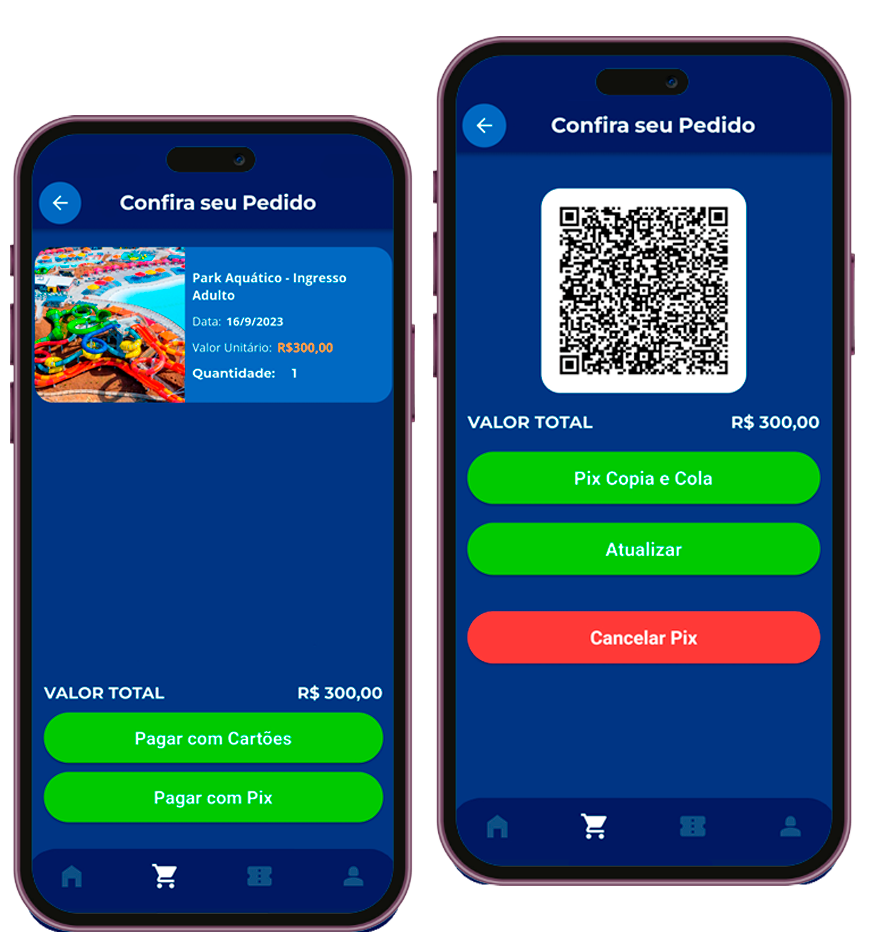 Confira seu Pedido
Park Aquático - Ingresso
Adulto
Data: 16/9/2023
Valor Unitário: R$300,00
Quantidade: 1
VALOR TOTAL R$ 300,00
Pagar com Cartões
Pagar com Pix
Confira seu Pedido
VALOR TOTAL R$ 300,00
Pix Copia e Cola
Atualizar
Cancelar Pix